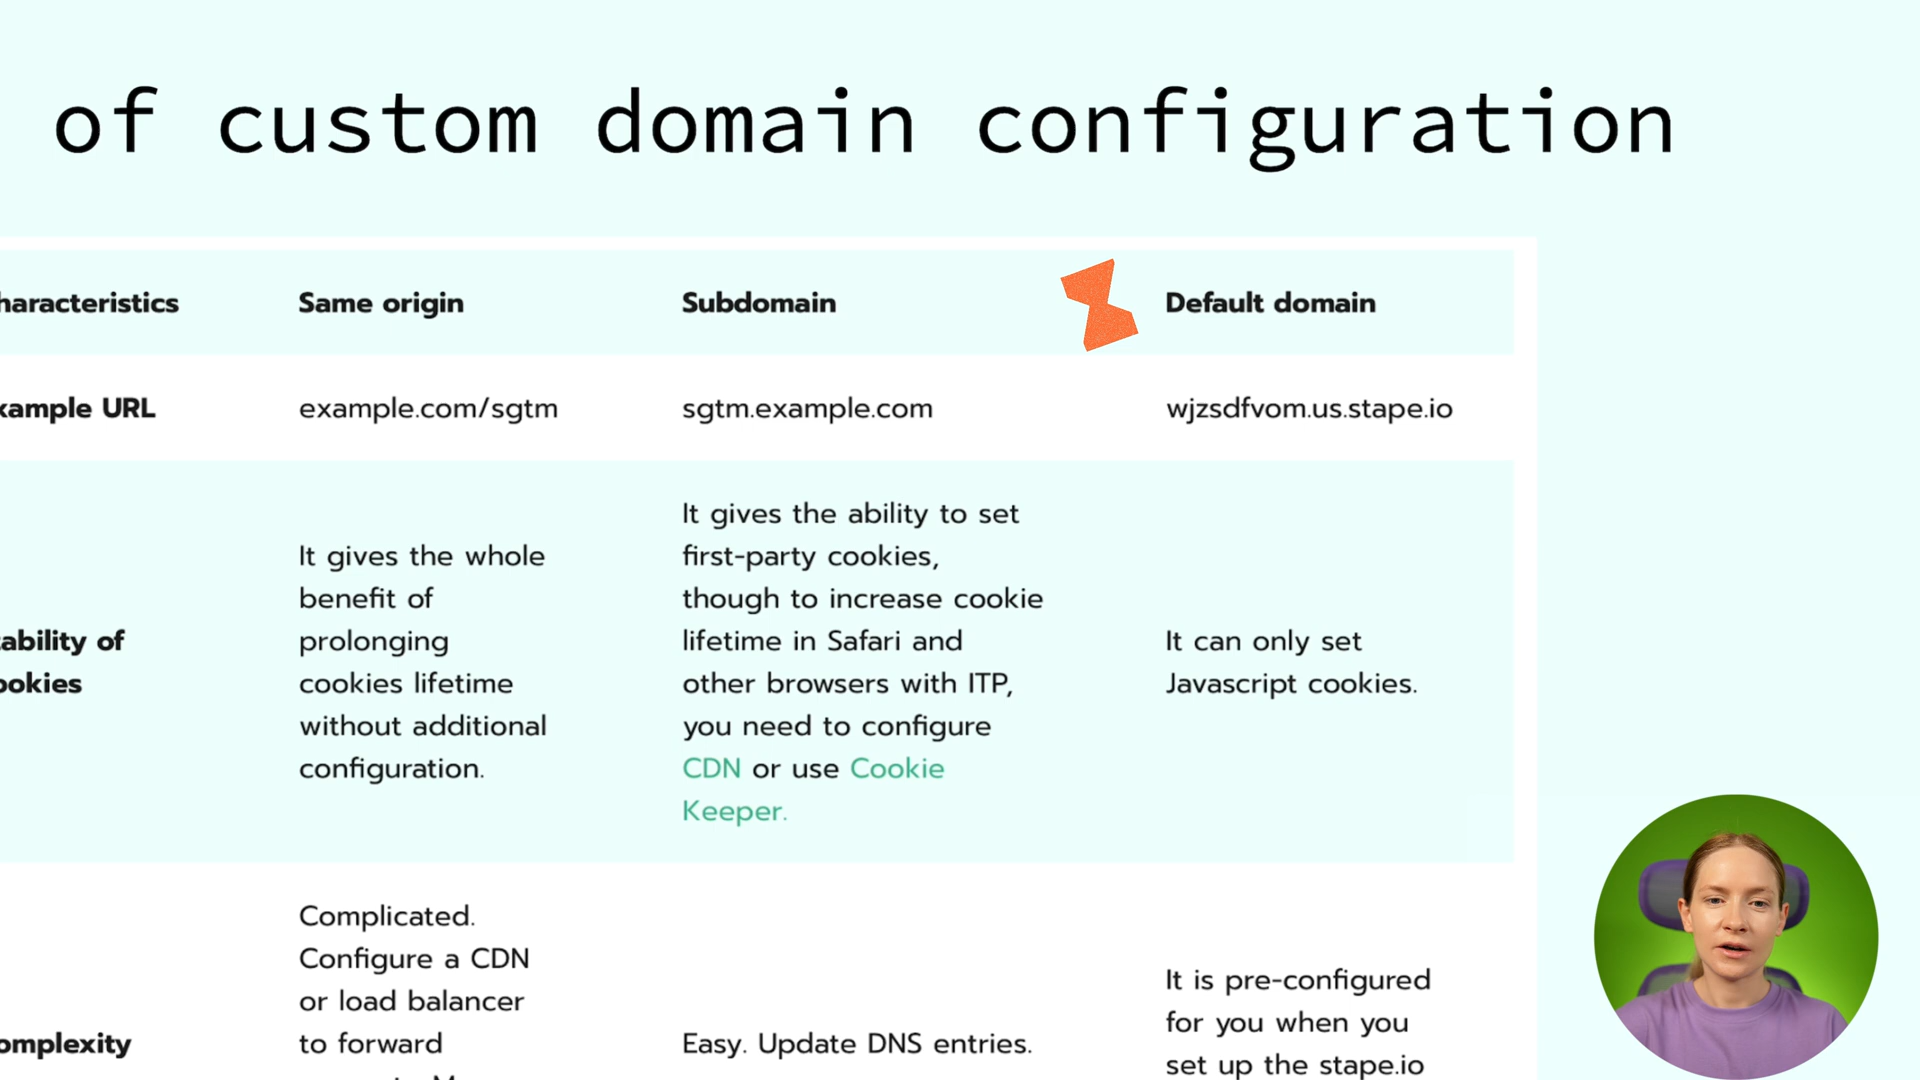 of custom domain configuration
haracteristics
Same origin
Subdomain
Default domain
xample URL
example.com/sgtm
sgtm.example.com
wjzsdfvom.us.stape.io
ability of
ookies
It gives the whole
benefit of
prolonging
cookies lifetime
without additional
configuration.
It gives the ability to set
first-party cookies,
though to increase cookie
lifetime in Safari and
other browsers with ITP,
you need to configure
CDN or use Cookie
Keeper.
It can only set
Javascript cookies.
omplexity
Complicated.
Configure a CDN
or load balancer
to forward
Easy. Update DNS entries.
It is pre-configured
for you when you
set up the stape.io